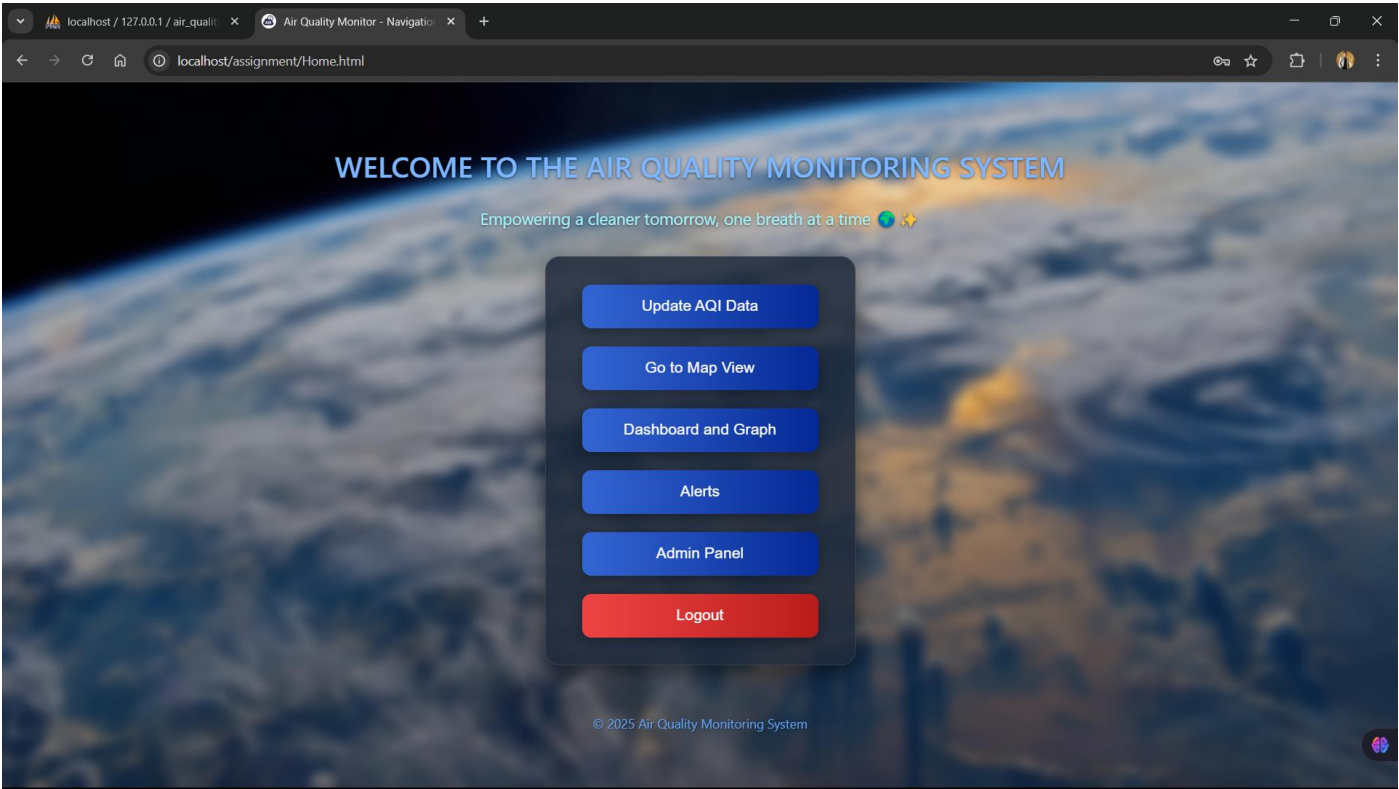 localhost / 127.0.0.1 / air_quali
Air Quality Monitor - Navigatio
localhost/assignment/Home.html
WELCOME TO THE AIR QUALITY MONITORING SYSTEM
Empowering a cleaner tomorrow, one breath at a time 🌍 ✨
Update AQI Data
Go to Map View
Dashboard and Graph
Alerts
Admin Panel
Logout
© 2025 Air Quality Monitoring System